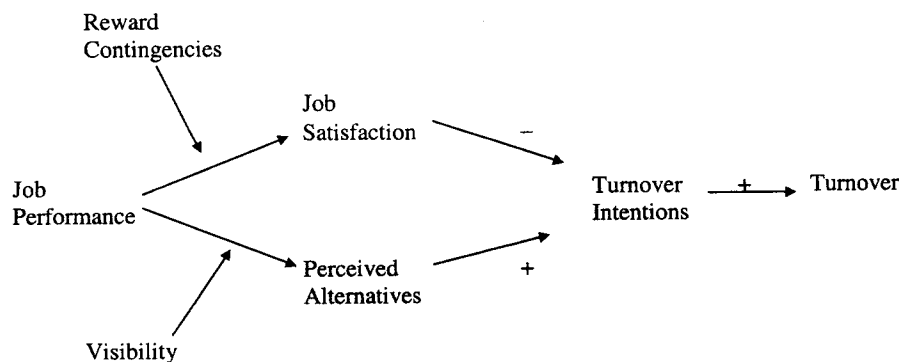 Reward
Contingencies
Job
Satisfaction
–
Job
Performance
Turnover
Intentions
+
Turnover
Perceived
Alternatives
+
Visibility